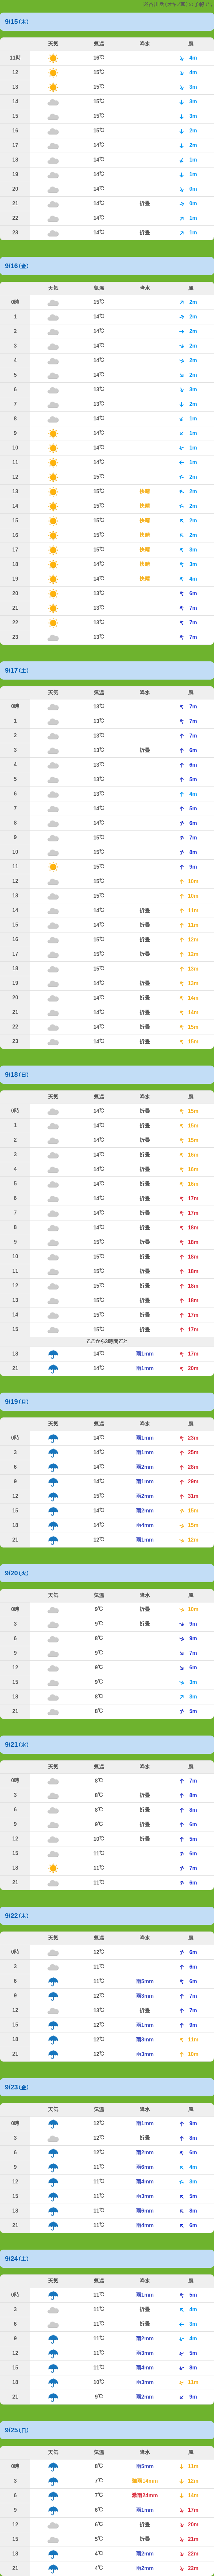 9/15(木)
天気 気温 降水 風
11時 16℃ 4m
12 15℃ 4m
13 15℃ 3m
14 15℃ 3m
15 15℃ 3m
16 15℃ 2m
17 14℃ 2m
18 14℃ 1m
19 14℃ 1m
20 14℃ 0m
21 14℃ 折畳 0m
22 14℃ 1m
23 14℃ 折畳 1m
9/16(金)
天気 気温 降水 風
0時 15℃ 2m
1 14℃ 2m
2 14℃ 2m
3 14℃ 2m
4 14℃ 2m
5 14℃ 2m
6 13℃ 3m
7 13℃ 2m
8 14℃ 1m
9 14℃ 1m
10 14℃ 1m
11 14℃ 1m
12 15℃ 2m
13 15℃ 快晴 2m
14 15℃ 快晴 2m
15 15℃ 快晴 2m
16 15℃ 快晴 2m
17 15℃ 快晴 3m
18 14℃ 快晴 3m
19 14℃ 快晴 4m
20 13℃ 6m
21 13℃ 7m
22 13℃ 7m
23 13℃ 7m
9/17(土)
天気 気温 降水 風
0時 13℃ 7m
1 13℃ 7m
2 13℃ 7m
3 13℃ 折畳 6m
4 13℃ 6m
5 13℃ 5m
6 13℃ 4m
7 14℃ 5m
8 14℃ 6m
9 15℃ 7m
10 15℃ 8m
11 15℃ 9m
12 15℃ 10m
13 15℃ 10m
14 14℃ 折畳 11m
15 14℃ 折畳 11m
16 15℃ 折畳 12m
17 15℃ 折畳 12m
18 15℃ 13m
19 14℃ 折畳 13m
20 14℃ 折畳 14m
21 14℃ 折畳 14m
22 14℃ 折畳 15m
23 14℃ 折畳 15m
9/18(日)
天気 気温 降水 風
0時 14℃ 折畳 15m
1 14℃ 折畳 15m
2 14℃ 折畳 15m
3 14℃ 折畳 16m
4 14℃ 折畳 16m
5 14℃ 折畳 16m
6 14℃ 折畳 17m
7 14℃ 折畳 17m
8 14℃ 折畳 18m
9 15℃ 折畳 18m
10 15℃ 折畳 18m
11 15℃ 折畳 18m
12 15℃ 折畳 18m
13 15℃ 折畳 18m
14 15℃ 折畳 17m
15 15℃ 折畳 17m
ここから3時間ごと
18 14℃ 雨1mm 17m
21 14℃ 雨1mm 20m
9/19(月)
天気 気温 降水 風
0時 14℃ 雨1mm 23m
3 14℃ 雨1mm 25m
6 14℃ 雨2mm 28m
9 14℃ 雨1mm 29m
12 15℃ 雨2mm 31m
15 14℃ 雨2mm 15m
18 14℃ 雨4mm 15m
21 12℃ 雨1mm 12m
9/20(火)
天気 気温 降水 風
0時 9℃ 折畳 10m
3 9℃ 折畳 9m
6 8℃ 9m
9 9℃ 7m
12 9℃ 6m
15 9℃ 3m
18 8℃ 3m
21 8℃ 5m
9/21(水)
天気 気温 降水 風
0時 8℃ 7m
3 8℃ 折畳 8m
6 8℃ 折畳 8m
9 9℃ 折畳 6m
12 10℃ 折畳 5m
15 11℃ 6m
18 11℃ 7m
21 11℃ 6m
9/22(木)
天気 気温 降水 風
0時 12℃ 6m
3 11℃ 6m
6 11℃ 雨5mm 6m
9 12℃ 雨3mm 7m
12 13℃ 折畳 7m
15 12℃ 雨1mm 9m
18 12℃ 雨3mm 11m
21 12℃ 雨3mm 10m
9/23(金)
天気 気温 降水 風
0時 12℃ 雨1mm 9m
3 12℃ 折畳 8m
6 12℃ 雨2mm 6m
9 11℃ 雨6mm 4m
12 11℃ 雨4mm 3m
15 11℃ 雨3mm 5m
18 11℃ 雨6mm 8m
21 11℃ 雨4mm 6m
9/24(土)
天気 気温 降水 風
0時 11℃ 雨1mm 5m
3 11℃ 折畳 4m
6 11℃ 折畳 3m
9 11℃ 雨2mm 4m
12 11℃ 雨3mm 5m
15 11℃ 雨4mm 8m
18 10℃ 雨3mm 11m
21 9℃ 雨2mm 9m
9/25(日)
天気 気温 降水 風
0時 8℃ 雨5mm 11m
3 7℃ 14mm 12m
6 7℃ 24mm 14m
9 6℃ 雨1mm 17m
12 6℃ 折畳 20m
15 5℃ 折畳 21m
18 4℃ 雨2mm 22m
21 4℃ 雨2mm 22m